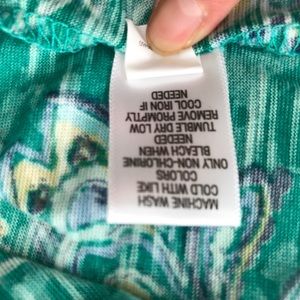 MACHINE WASH
COLD WITH LIKE
COLORS
ONLY NON-CHLORINE
BLEACH WHEN
NEEDED
TUMBLE DRY LOW
REMOVE PROMPTLY
COOL IRON IF
NEEDED